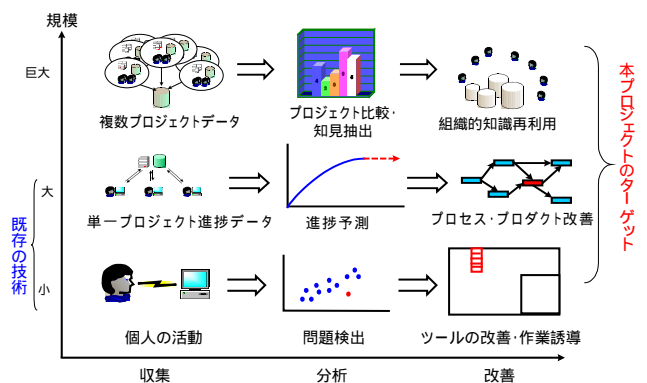 規模
巨大
複数プロジェクトデータ
プロジェクト比較・
知見抽出
組織的知識再利用
大
単一プロジェクト進捗データ
進捗予測
プロセス・プロダクト改善
小
個人の活動
問題検出
ツールの改善・作業誘導
収集
分析
改善
既存の技術
本プロジェクトのターゲット